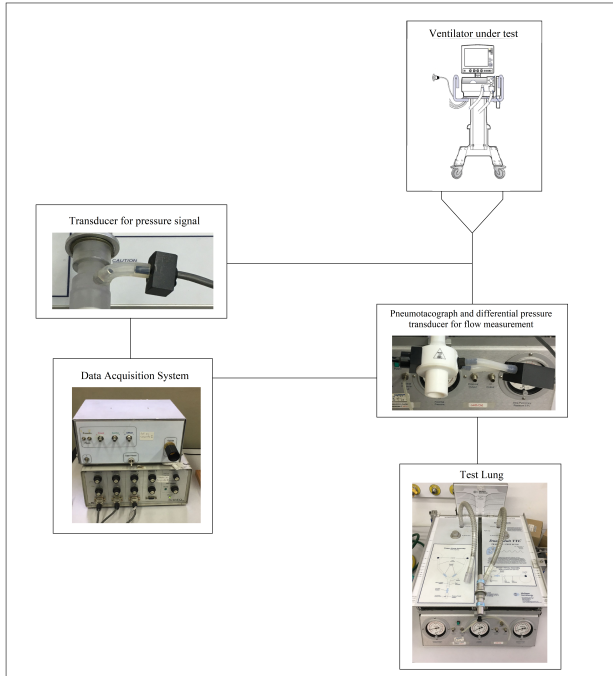 Ventilator under test
Transducer for pressure signal
CAUTION
Pneumotacograph and differential pressure
transducer for flow measurement
Data Acquisition System
Test Lung